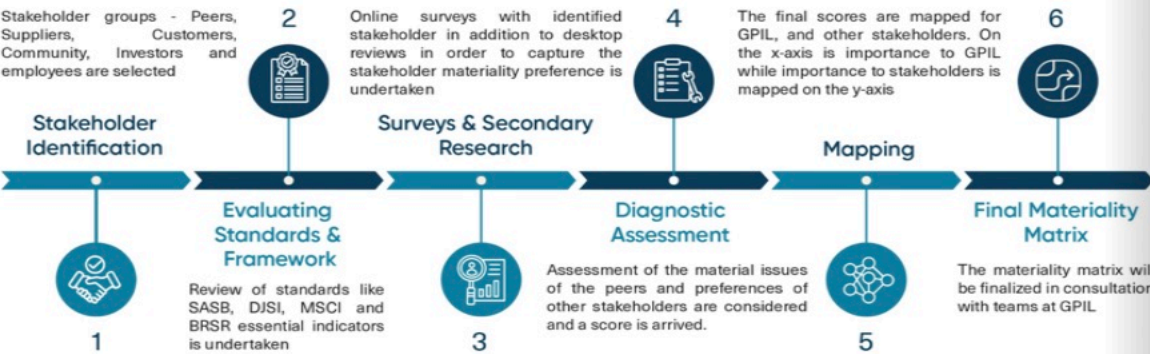 Stakeholder groups - Peers,
Suppliers, Customers,
Community, Investors and
employees are selected
Stakeholder
Identification
1
2
Evaluating
Standards &
Framework
Review of standards like
SASB, DJSI, MSCI and
BRSR essential indicators
is undertaken
Online surveys with identified
stakeholder in addition to desktop
reviews in order to capture the
stakeholder materiality preference is
undertaken
Surveys & Secondary
Research
3
4
Diagnostic
Assessment
Assessment of the material issues
of the peers and preferences of
other stakeholders are considered
and a score is arrived.
The final scores are mapped for
GPIL, and other stakeholders. On
the x-axis is importance to GPIL
while importance to stakeholders is
mapped on the y-axis
Mapping
5
6
Final Materiality
Matrix
The materiality matrix wil
be finalized in consultation
with teams at GPIL